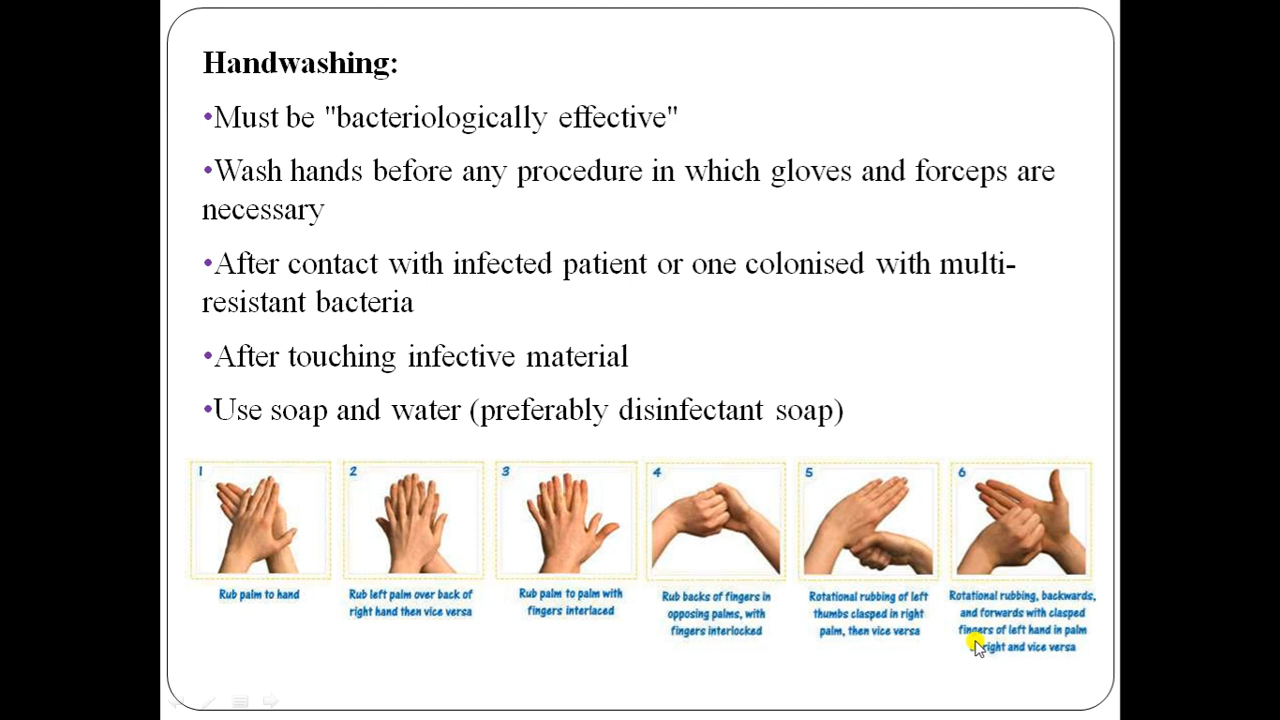 Handwashing:
•Must be "bacteriologically effective"
•Wash hands before any procedure in which gloves and forceps are
necessary
•After contact with infected patient or one colonised with multi-
resistant bacteria
•After touching infective material
•Use soap and water (preferably disinfectant soap)
1
Rub palm to hand
2
Rub left palm over back of
right hand then vice versa
3
Rub palm to palm with
fingers interlaced
4
Rub backs of fingers in
opposing palms, with
fingers interlocked
5
Rotational rubbing of left
thumbs clasped in right
palm, then vice versa
6
Rotational rubbing, backwards,
and forwards with clasped
fingers of left hand in palm
right and vice versa